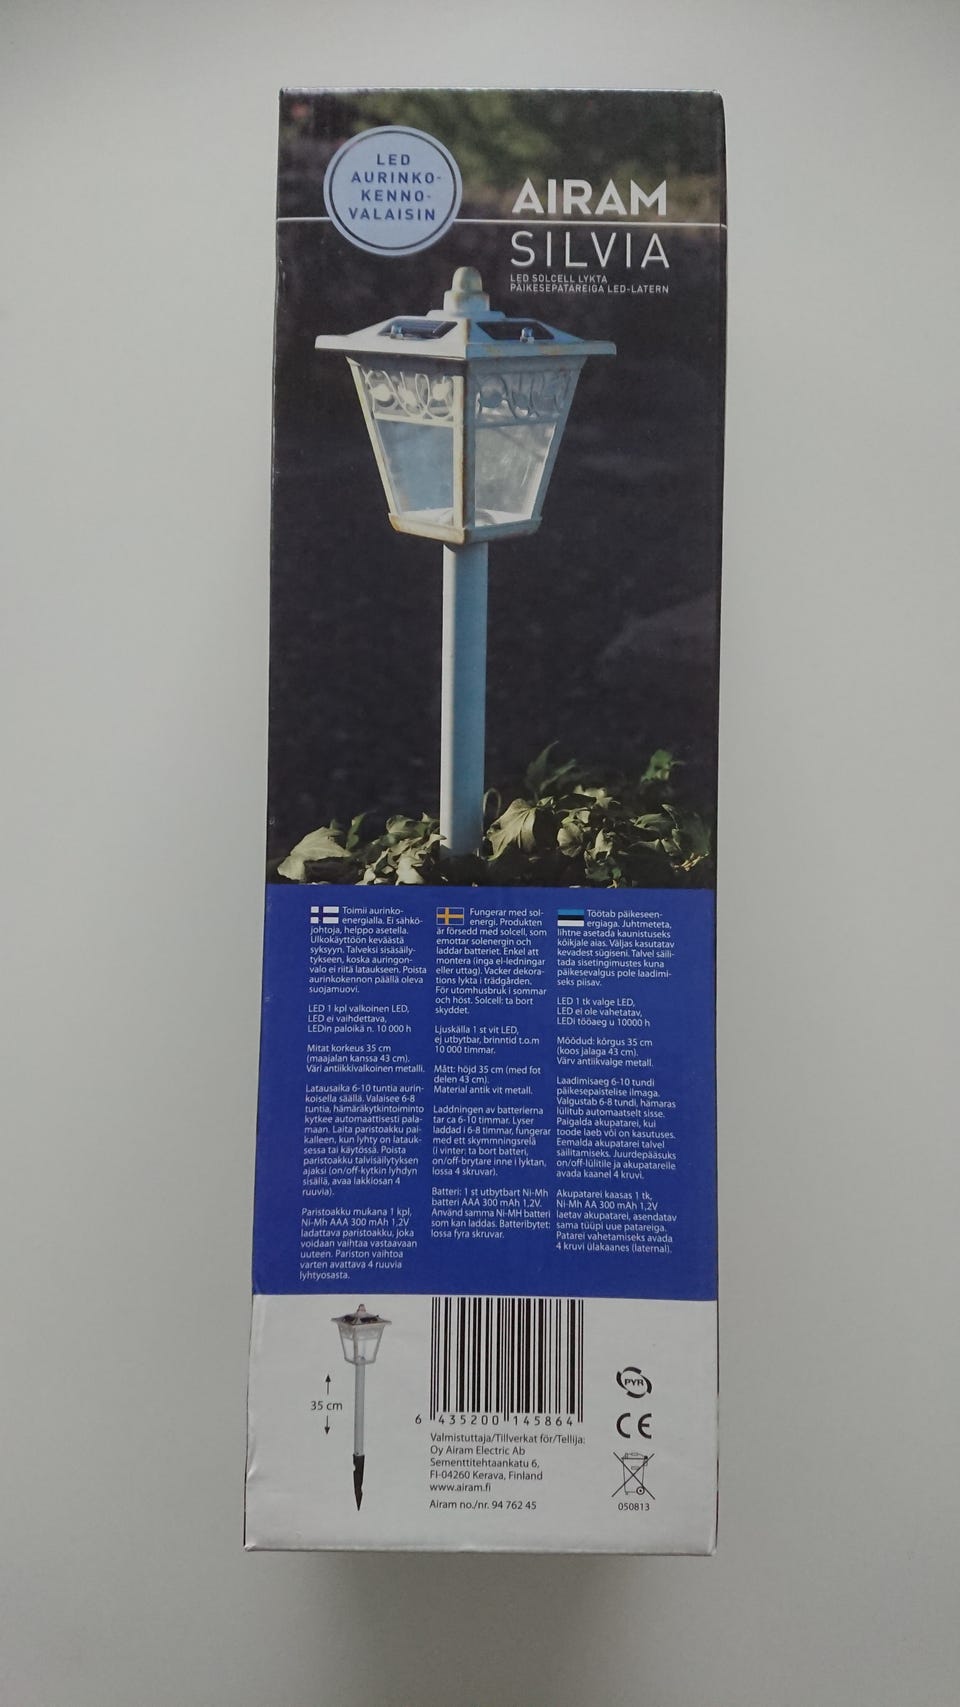 LED
AURINKO-
KENNO-
VALAISIN
AIRAM
SILVIA
LED SOLCELL LYKTA
PÄIKESEPATAREIGA LED-LATERN
Toimii aurinko-
energialla. Ei sähkö-
johtoja, helppo asetella.
Ulkokäyttöön keväästä
syksyyn. Talveksi sisäsäily-
tykseen, koska auringon-
valo ei riitä lataukseen. Poista
aurinkokennon päällä oleva
suojamuovi.
LED 1 kpl valkoinen LED,
LED ei vaihdettava,
LEDin paloikä n. 10 000 h
Mitat korkeus 35 cm
(maajalan kanssa 43 cm).
Väri antiikkivalkoinen metalli.
Latausaika 6-10 tuntia aurin-
koisella säällä. Valaisee 6-8
tuntia, hämäräkytkintoiminto
kytkee automaattisesti pala-
maan. Laita paristoakku pai-
kalleen, kun lyhty on latauk-
sessa tai käytössä. Poista
paristoakku talvisäilytyksen
ajaksi (on/off-kytkin lyhdyn
sisällä, avaa lakkiosan 4
ruuvia).
Paristoakku mukana 1 kpl,
Ni-Mh AAA 300 mAh 1,2V
ladattava paristoakku, joka
voidaan vaihtaa vastaavaan
uuteen. Pariston vaihtoa
varten avattava 4 ruuvia
lyhtyosasta.
Fungerar med sol-
energi. Produkten
är försedd med solcell, som
emottar solenergin och
laddar batteriet. Enkel att
montera (inga el-ledningar
eller uttag). Vacker dekora-
tions lykta i trädgården.
För utomhusbruk i sommar
och höst. Solcell: ta bort
skyddet.
Ljuskälla 1 st vit LED,
ej utbytbar, brinntid t.o.m
10 000 timmar.
Mått: höjd 35 cm (med fot
delen 43 cm).
Material antik vit metall.
Laddningen av batterierna
tar ca 6-10 timmar. Lyser
laddad i 6-8 timmar, fungerar
med ett skymmningsrelä
(i vinter: ta bort batteri,
on/off-brytare inne i lyktan,
lossa 4 skruvar).
Batteri: 1 st utbytbart Ni-Mh
batteri AAA 300 mAh 1,2V.
Använd samma Ni-MH batteri
som kan laddas. Batteribytet:
lossa fyra skruvar.
Töötab päikeseen-
ergiaga. Juhtmeteta,
lihtne asetada kaunistuseks
kõikjale aias. Väljas kasutatav
kevadest sügiseni. Talvel säili-
tada sisetingimustes kuna
päikesevalgus pole laadimi-
seks piisav.
LED 1 tk valge LED,
LED ei ole vahetatav,
LEDi tööaeg u 10000 h
Mõõdud: kõrgus 35 cm
(koos jalaga 43 cm).
Värv antiikvalge metall.
Laadimisaeg 6-10 tundi
päikesepaistelise ilmaga.
Valgustab 6-8 tundi, hämaras
lülitub automaatselt sisse.
Paigalda akupatarei, kui
toode laeb või on kasutuses.
Eemalda akupatarei talvel
säilitamiseks. Juurdepääsuks
on/off-lülitile ja akupatareile
avada kaanel 4 kruvi.
Akupatarei kaasas 1 tk,
Ni-Mh AA 300 mAh 1,2V
laetav akupatarei, asendatav
sama tüüpi uue patareiga.
Patarei vahetamiseks avada
4 kruvi ülakaanes (laternal).
35 cm
6 435200 145864
Valmistuttaja/Tillverkat för/Tellija:
Oy Airam Electric Ab
Sementtitehtaankatu 6,
FI-04260 Kerava, Finland
www.airam.fi
Airam no./nr. 94 762 45
PYR
CE
050813